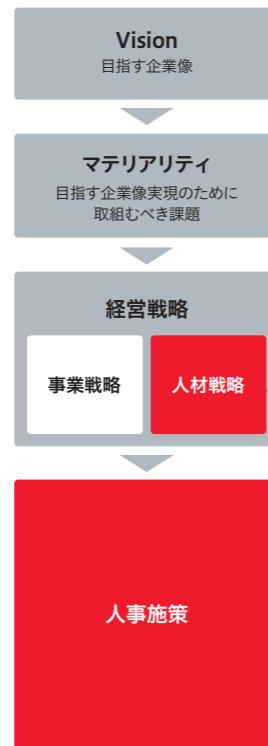 Vision
目指す企業像
マテリアリティ
目指す企業像実現のために
取組むべき課題
経営戦略
事業戦略
人材戦略
人事施策